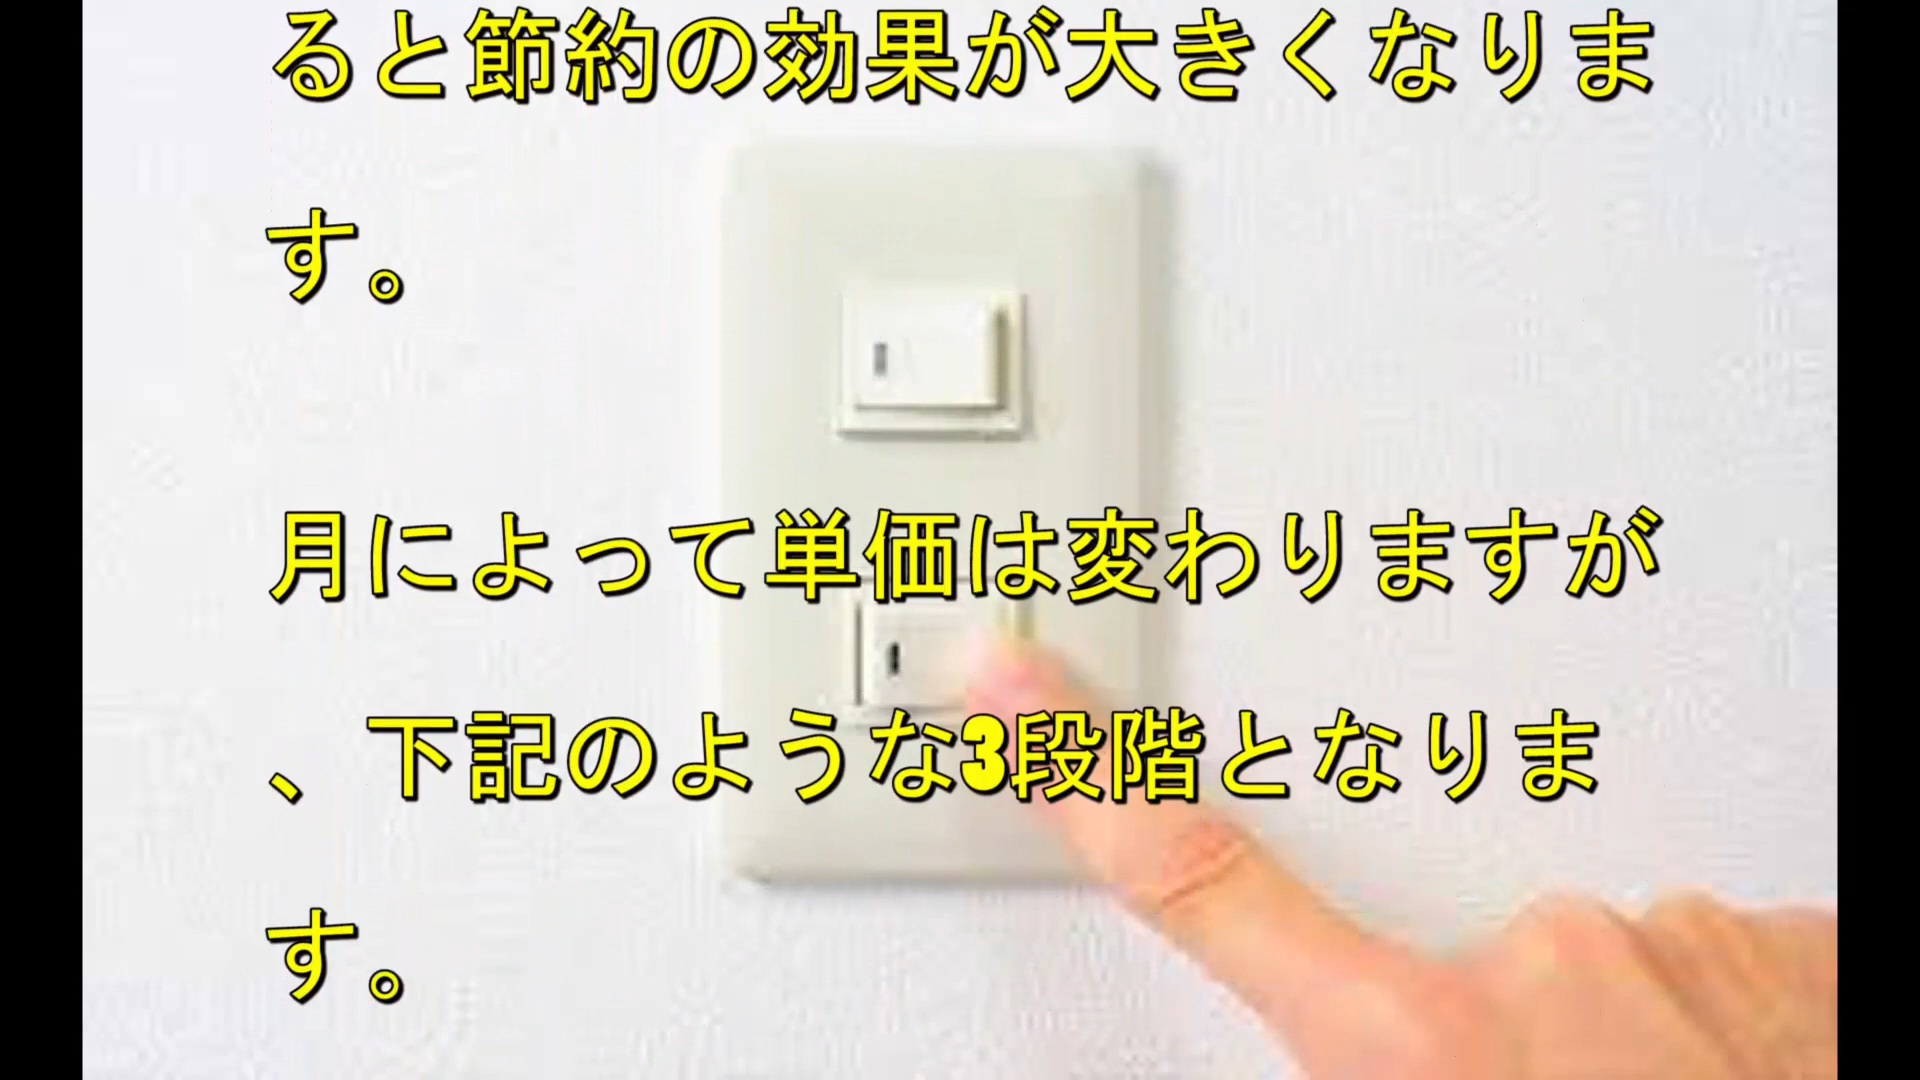 ると節約の効果が大きくなりま
す。
月によって単価は変わりますが
、下記のような3段階となりま
す。